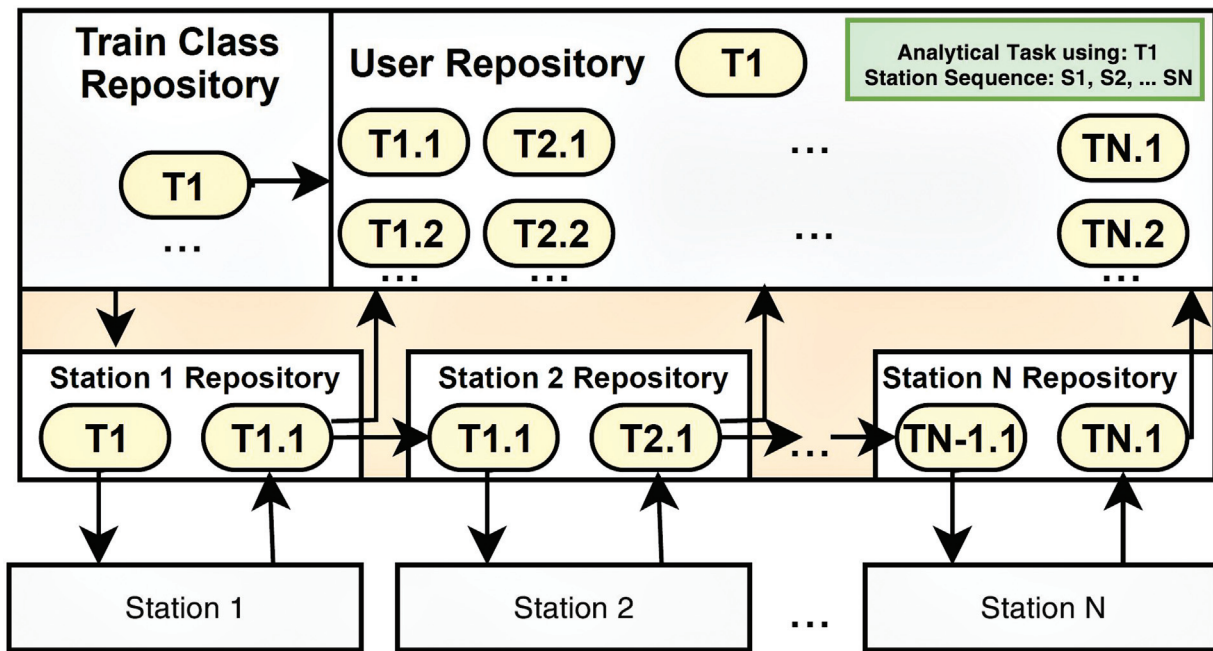 Train Class
Repository
T1
...
User Repository
T1
Analytical Task using: T1
Station Sequence: S1, S2, ... SN
T1.1 T2.1 ... TN.1
T1.2 T2.2 ... TN.2
... ... ...
Station 1 Repository
T1 T1.1
Station 2 Repository
T1.1 T2.1
...
Station N Repository
TN-1.1 TN.1
Station 1
Station 2
...
Station N